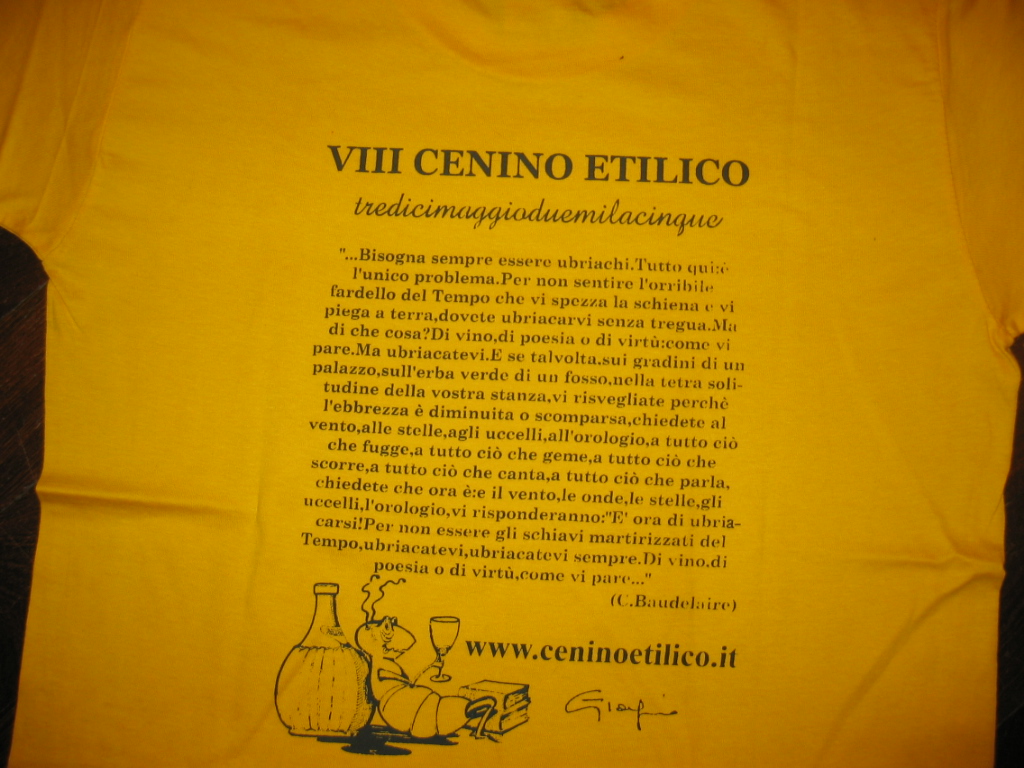 VIII CENINO ETILICO
tredicimaggioduemilacinque
"...Bisogna sempre essere ubriachi.Tutto qui:è
l'unico problema.Per non sentire l'orribile
fardello del Tempo che vi spezza la schiena e vi
piega a terra,dovete ubriacarvi senza tregua.Ma
di che cosa?Di vino,di poesia o di virtù:come vi
pare.Ma ubriacatevi.E se talvolta,sui gradini di un
palazzo,sull'erba verde di un fosso,nella tetra soli-
tudine della vostra stanza,vi risvegliate perchè
l'ebbrezza è diminuita o scomparsa,chiedete al
vento,alle stelle,agli uccelli,all'orologio,a tutto ciò
che fugge,a tutto ciò che geme,a tutto ciò che
scorre,a tutto ciò che canta,a tutto ciò che parla,
chiedete che ora è:e il vento,le onde,le stelle,gli
uccelli,l'orologio,vi risponderanno:"E' ora di ubria-
carsi!Per non essere gli schiavi martirizzati del
Tempo,ubriacatevi,ubriacatevi sempre.Di vino,di
poesia o di virtù,come vi pare..."
(C.Baudelaire)
www.ceninoetilico.it